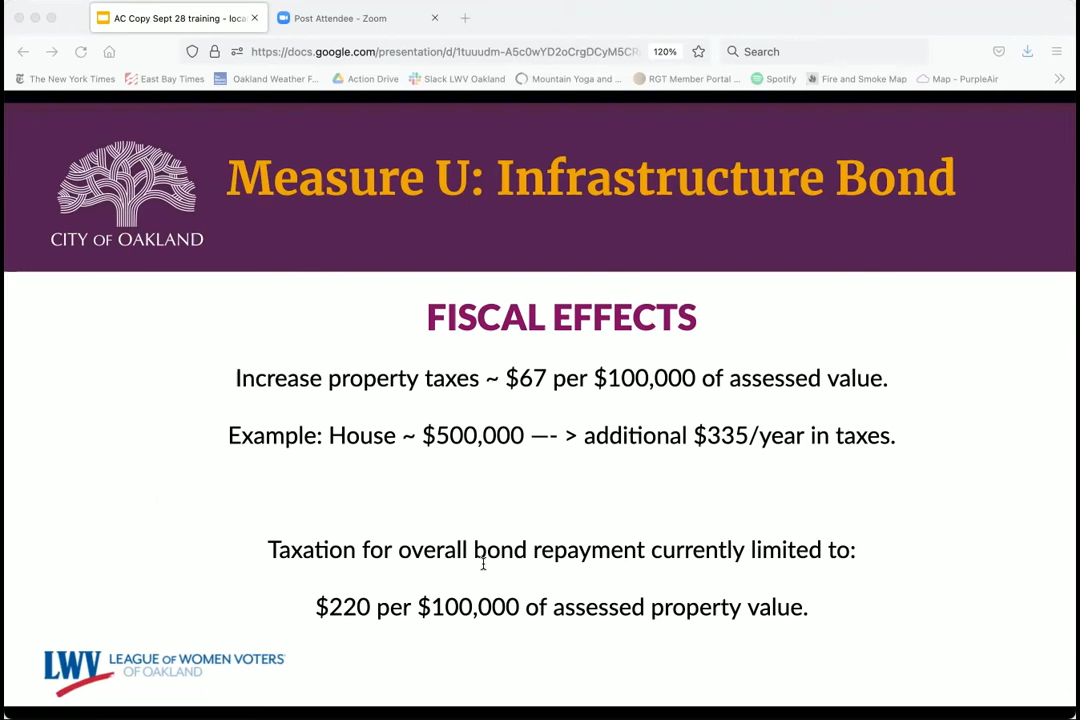 AC Copy Sept 28 training - loca
Post Attendee - Zoom
https://docs.google.com/presentation/d/1tuuudm-A5c0wYD2oCrgDCyM5CR
120%
Search
The New York Times
East Bay Times
Oakland Weather F...
Action Drive
Slack LWV Oakland
Mountain Yoga and ...
RGT Member Portal ...
Spotify
Fire and Smoke Map
Map - PurpleAir
Measure U: Infrastructure Bond
CITY OF OAKLAND
FISCAL EFFECTS
Increase property taxes ~ $67 per $100,000 of assessed value.
Example: House ~ $500,000 —- > additional $335/year in taxes.
Taxation for overall bond repayment currently limited to:
$220 per $100,000 of assessed property value.
LWV LEAGUE OF WOMEN VOTERS®
OF OAKLAND